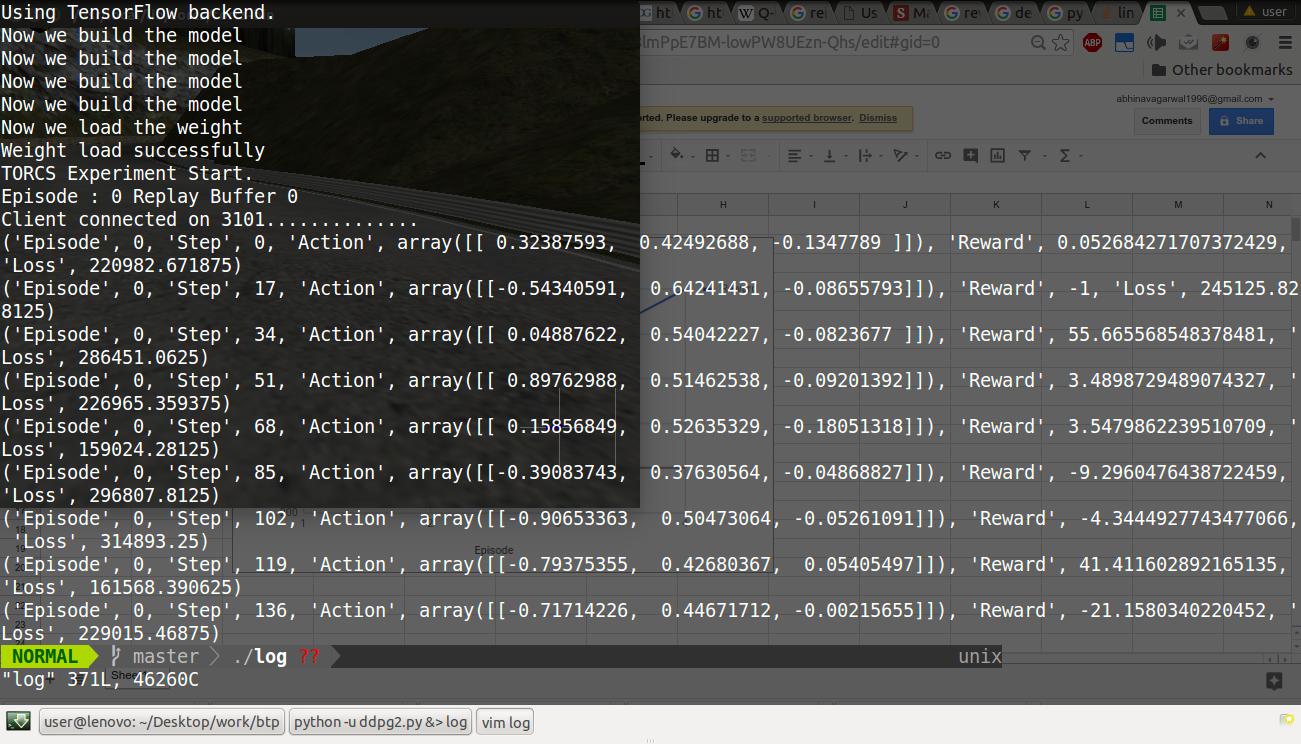 Using TensorFlow backend.
Now we build the model
Now we build the model
Now we build the model
Now we build the model
Now we load the weight
Weight load successfully
TORCS Experiment Start.
Episode : 0 Replay Buffer 0
Client connected on 3101..............
('Episode', 0, 'Step', 0, 'Action', array([[ 0.32387593,  0.42492688, -0.1347789 ]]), 'Reward', 0.052684271707372429,
'Loss', 220982.671875)
('Episode', 0, 'Step', 17, 'Action', array([[-0.54340591,  0.64241431, -0.08655793]]), 'Reward', -1, 'Loss', 245125.82
8125)
('Episode', 0, 'Step', 34, 'Action', array([[ 0.04887622,  0.54042227, -0.0823677 ]]), 'Reward', 55.665568548378481, '
Loss', 286451.0625)
('Episode', 0, 'Step', 51, 'Action', array([[ 0.89762988,  0.51462538, -0.09201392]]), 'Reward', 3.4898729489074327, '
Loss', 226965.359375)
('Episode', 0, 'Step', 68, 'Action', array([[ 0.15856849,  0.52635329, -0.18051318]]), 'Reward', 3.5479862239510709, '
Loss', 159024.28125)
('Episode', 0, 'Step', 85, 'Action', array([[-0.39083743,  0.37630564, -0.04868827]]), 'Reward', -9.2960476438722459,
'Loss', 296807.8125)
('Episode', 0, 'Step', 102, 'Action', array([[-0.90653363,  0.50473064, -0.05261091]]), 'Reward', -4.3444927743477066,
'Loss', 314893.25)
('Episode', 0, 'Step', 119, 'Action', array([[-0.79375355,  0.42680367,  0.05405497]]), 'Reward', 41.411602892165135,
'Loss', 161568.390625)
('Episode', 0, 'Step', 136, 'Action', array([[-0.71714226,  0.44671712, -0.00215655]]), 'Reward', -21.1580340220452, '
Loss', 229015.46875)
NORMAL master ./log ?? unix
"log" 371L, 46260C
user@lenovo: ~/Desktop/work/btp python -u ddpg2.py &> log vim log
ht ht W Q- rei Us S Ma re de py lin user
lmPpE7BM-lowPW8UEzn-Qhs/edit#gid=0 ABP
Other bookmarks
abhinavagarwal1996@gmail.com
rted. Please upgrade to a supported browser. Dismiss
Comments Share
H I J K L M N
Episode